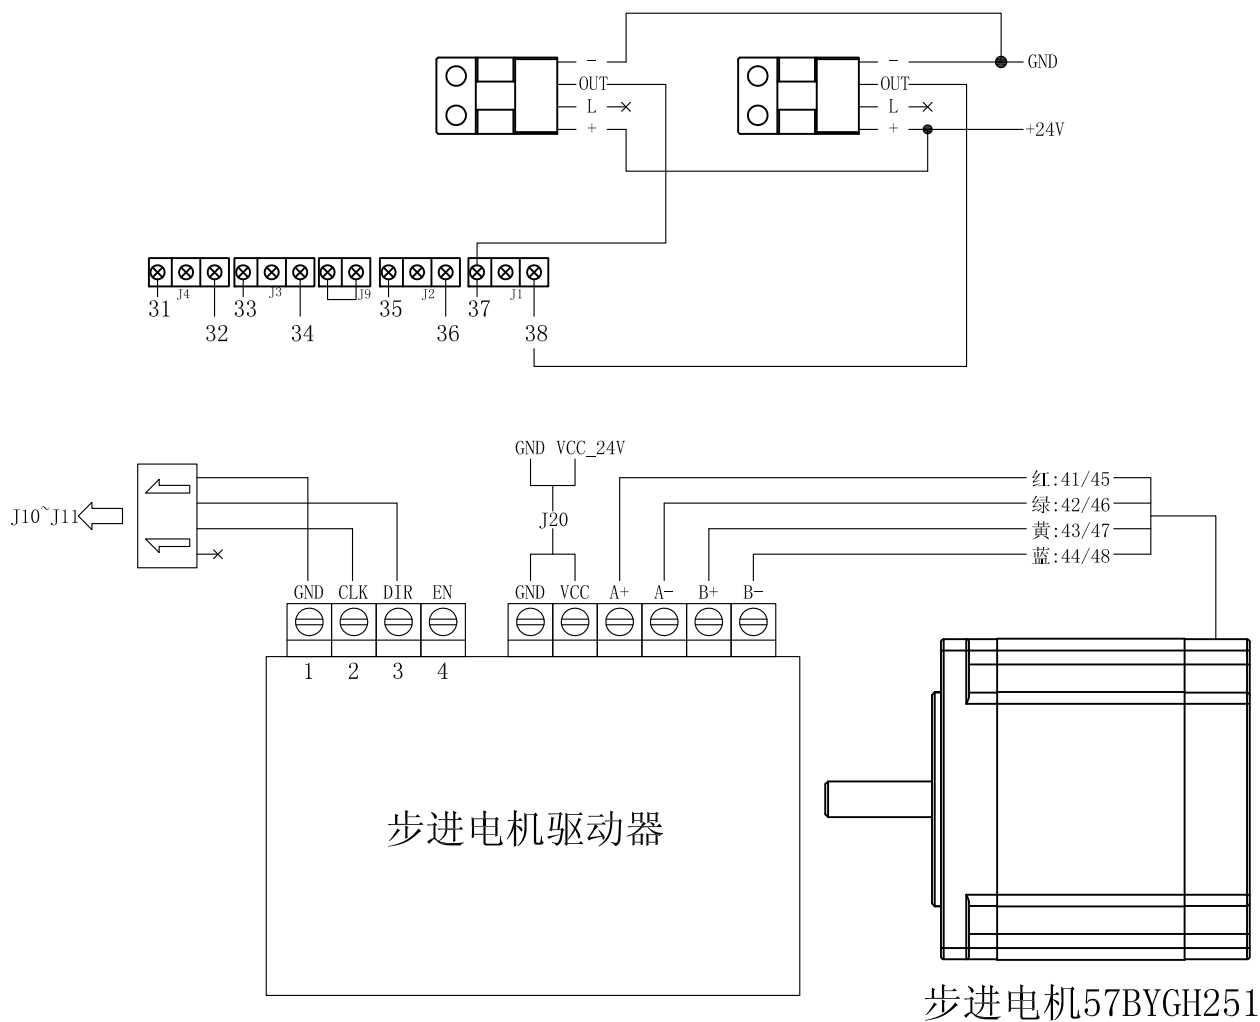 -
-
GND
OUT
OUT
L
L
+
+
+24V
J4
J3
J9
J2
J1
31
33
35
37
32
34
36
38
GND VCC_24V
红:41/45
绿:42/46
黄:43/47
蓝:44/48
J10~J11
J20
GND CLK DIR EN
GND VCC A+ A- B+ B-
1 2 3 4
步进电机驱动器
步进电机57BYGH251